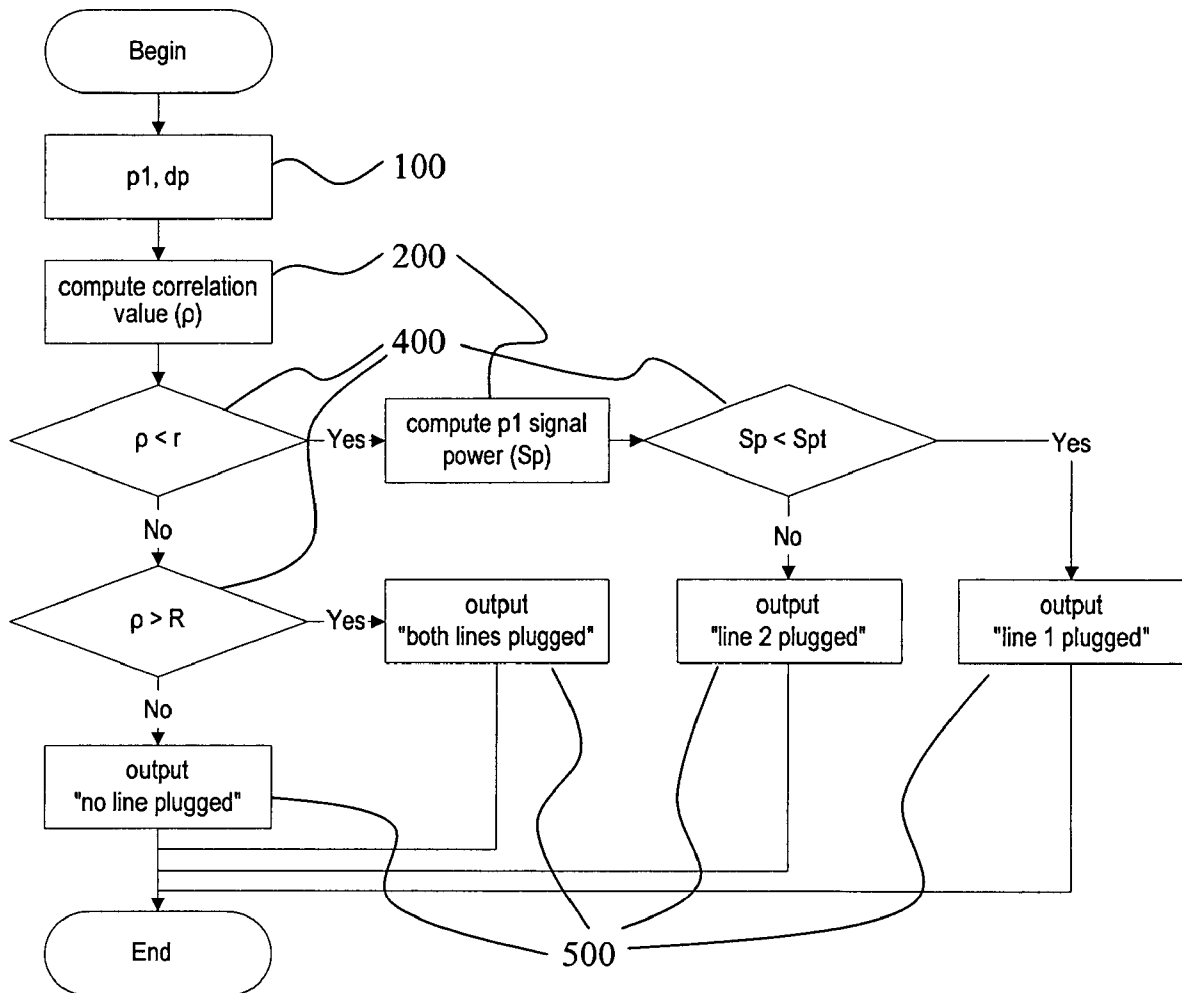 Begin
p1, dp
100
compute correlation
value (ρ)
200
400
ρ < r
Yes
compute p1 signal
power (Sp)
Sp < Spt
Yes
No
No
ρ > R
Yes
output
"both lines plugged"
output
"line 2 plugged"
output
"line 1 plugged"
No
output
"no line plugged"
End
500